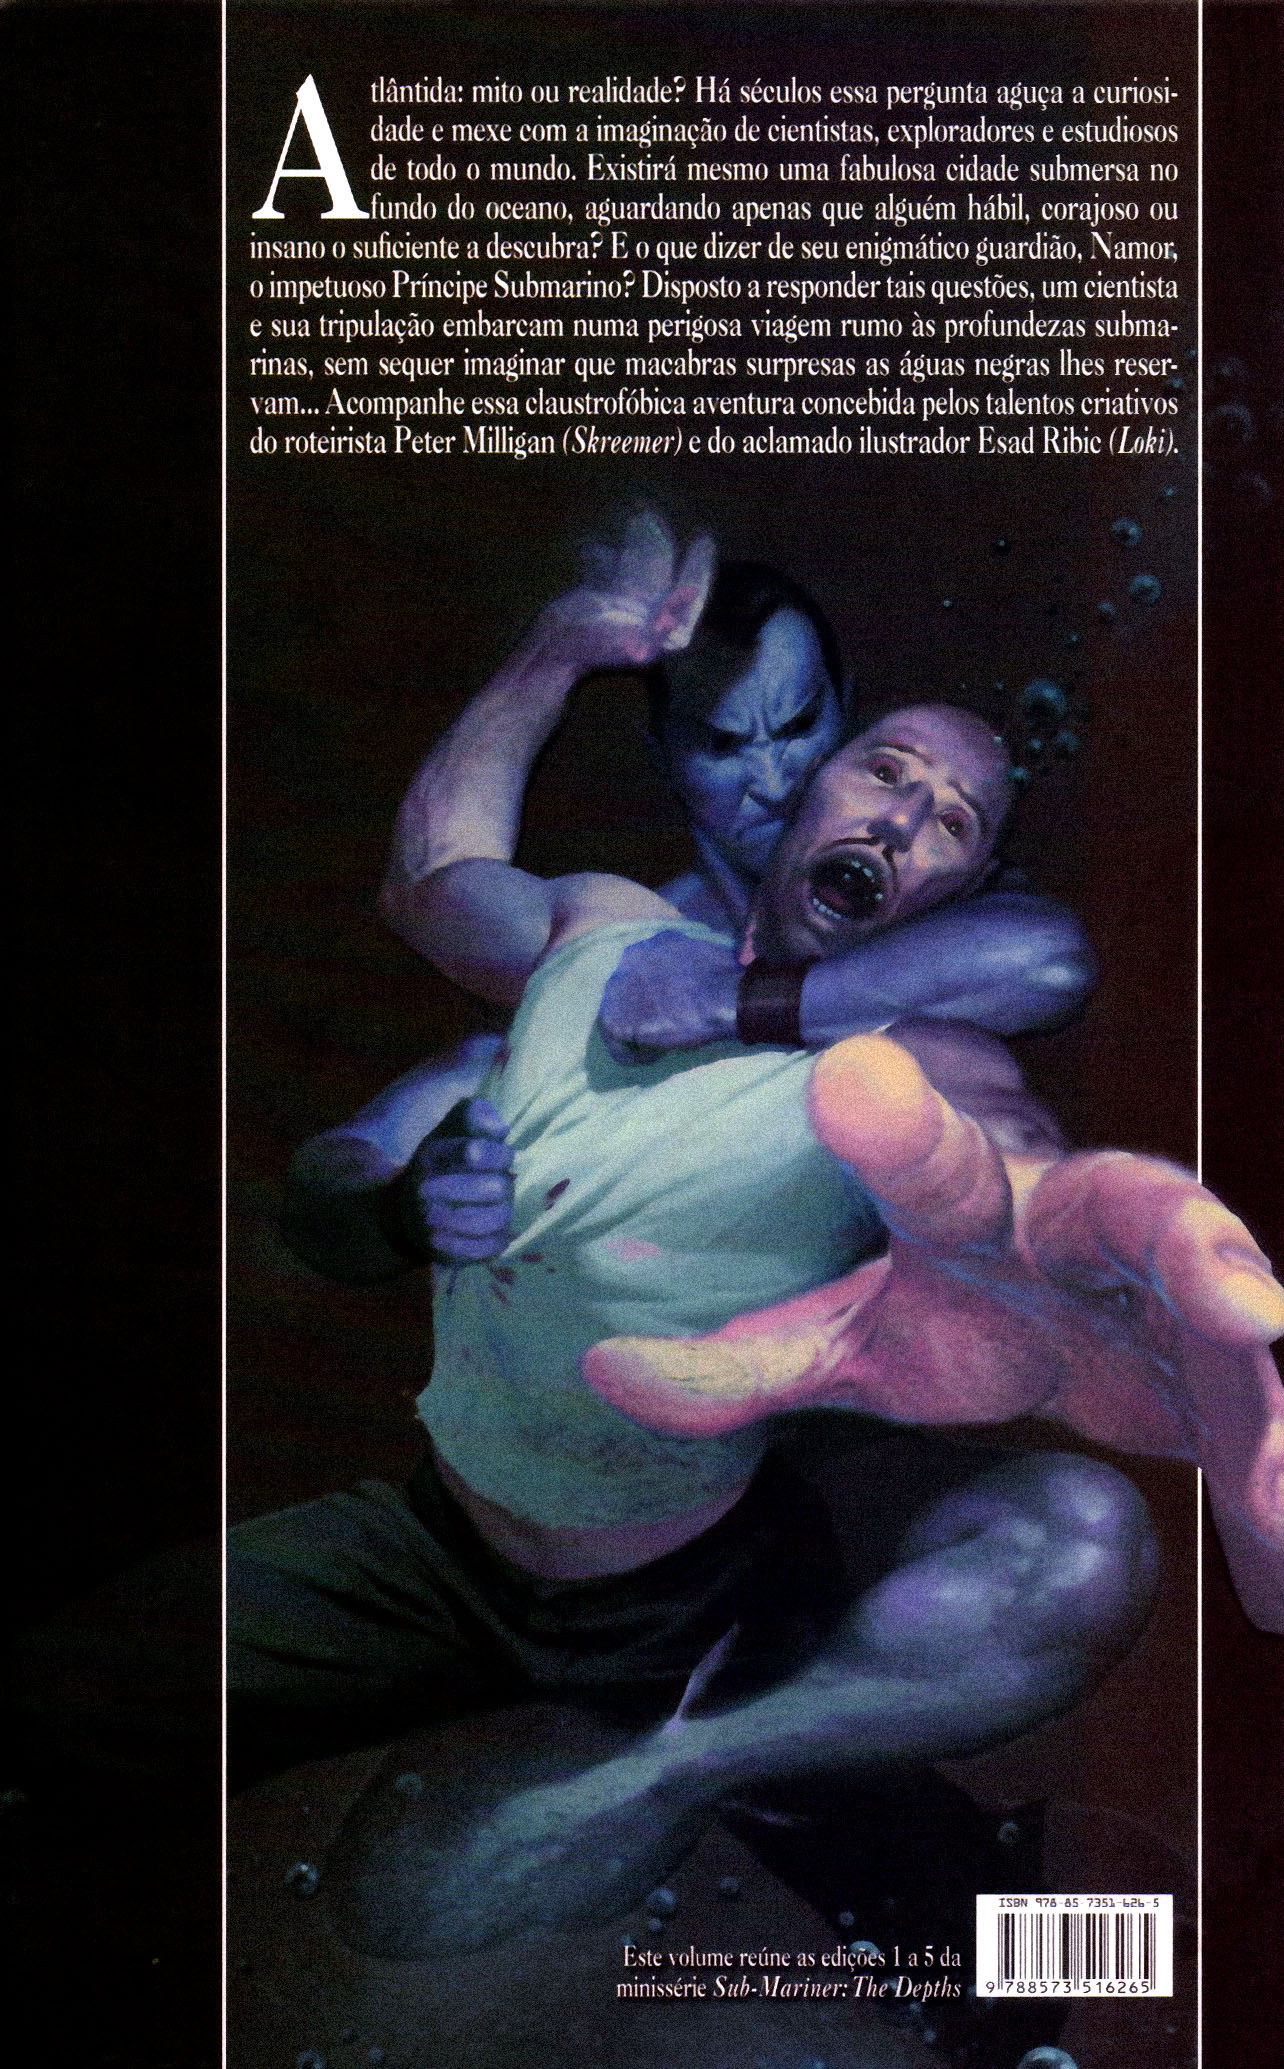 Atlântida: mito ou realidade? Há séculos essa pergunta aguça a curiosi-
dade e mexe com a imaginação de cientistas, exploradores e estudiosos
de todo o mundo. Existirá mesmo uma fabulosa cidade submersa no
fundo do oceano, aguardando apenas que alguém hábil, corajoso ou
insano o suficiente a descubra? E o que dizer de seu enigmático guardião, Namor,
o impetuoso Príncipe Submarino? Disposto a responder tais questões, um cientista
e sua tripulação embarcam numa perigosa viagem rumo às profundezas subma-
rinas, sem sequer imaginar que macabras surpresas as águas negras lhes reser-
vam... Acompanhe essa claustrofóbica aventura concebida pelos talentos criativos
do roteirista Peter Milligan (Skreemer) e do aclamado ilustrador Esad Ribic (Loki).
Este volume reúne as edições 1 a 5 da
minissérie Sub-Mariner: The Depths
ISBN 978-85-7351-626-5
9 788573 516265